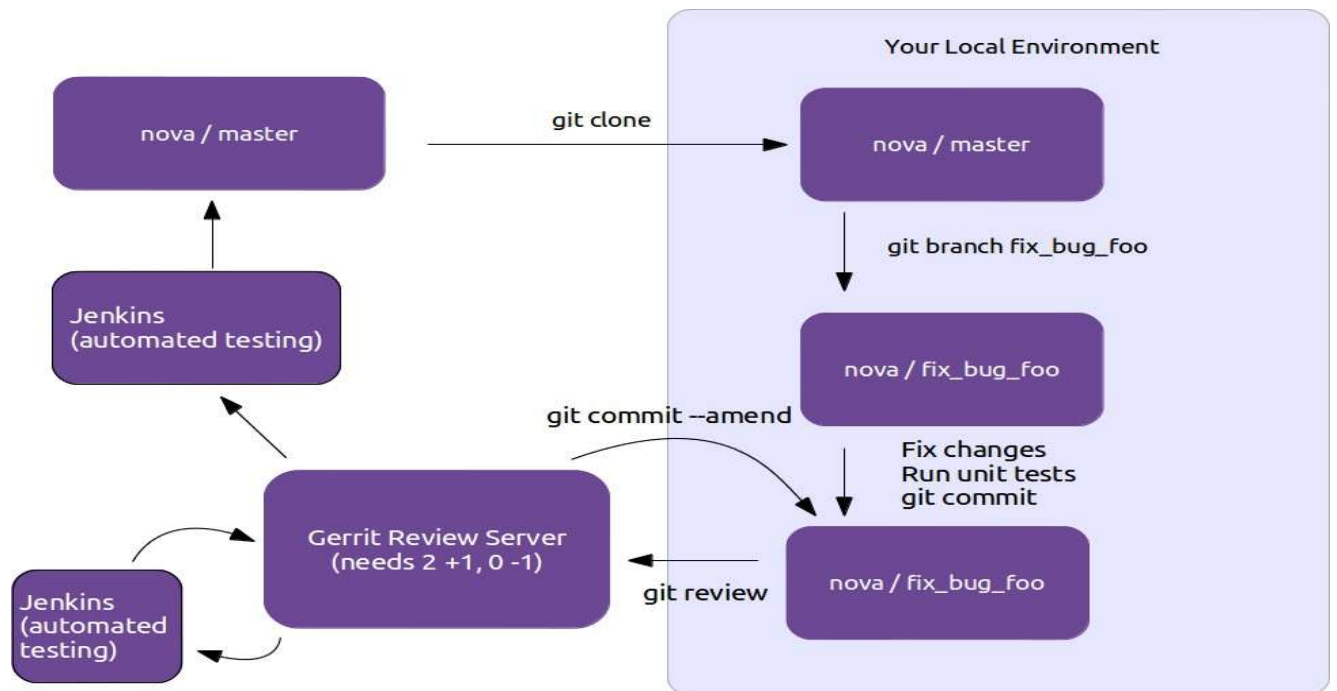 Your Local Environment
nova / master
git clone
nova / master
git branch fix_bug_foo
Jenkins
(automated testing)
nova / fix_bug_foo
git commit --amend
Fix changes
Run unit tests
git commit
Gerrit Review Server
(needs 2 +1, 0 -1)
git review
nova / fix_bug_foo
Jenkins
(automated
testing)